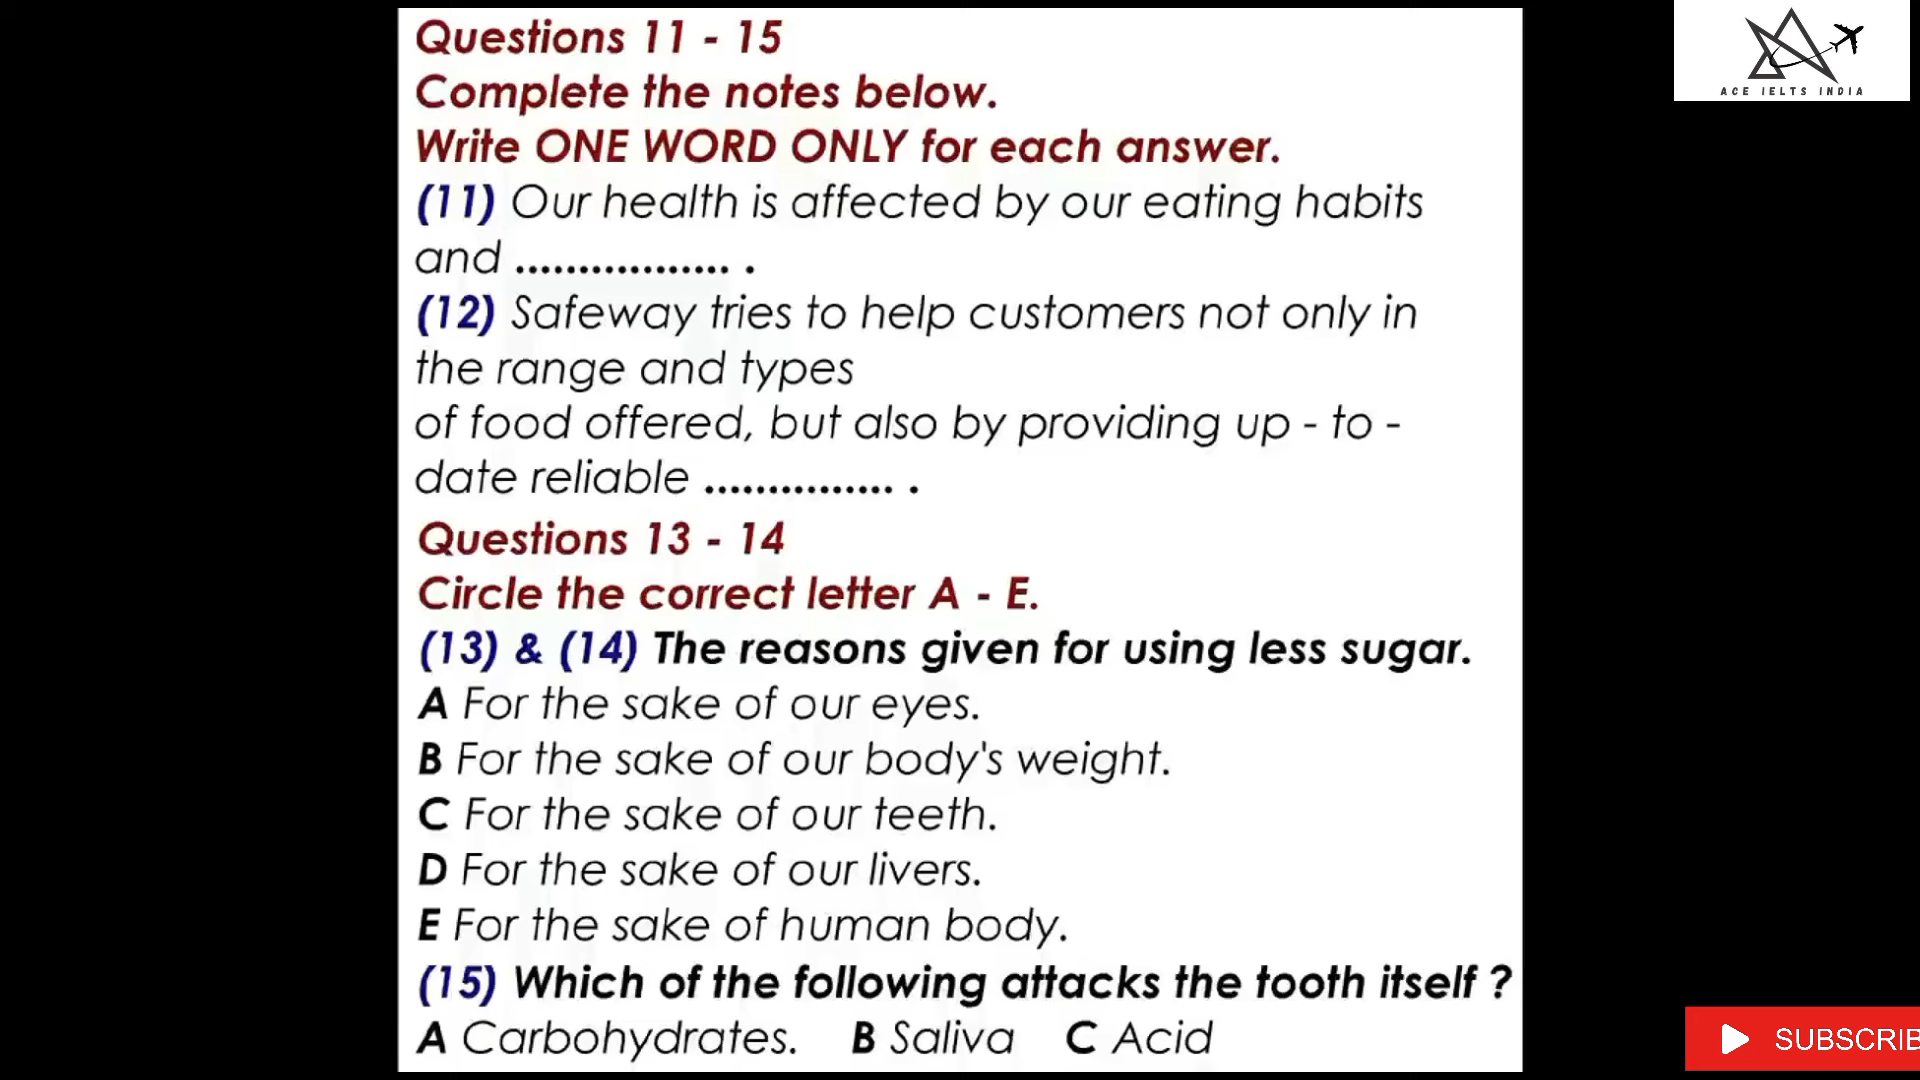 Questions 11 - 15
Complete the notes below.
Write ONE WORD ONLY for each answer.
(11) Our health is affected by our eating habits
and ................. .
(12) Safeway tries to help customers not only in
the range and types
of food offered, but also by providing up - to -
date reliable ............... .
Questions 13 - 14
Circle the correct letter A - E.
(13) & (14) The reasons given for using less sugar.
A For the sake of our eyes.
B For the sake of our body's weight.
C For the sake of our teeth.
D For the sake of our livers.
E For the sake of human body.
(15) Which of the following attacks the tooth itself ?
A Carbohydrates. B Saliva C Acid
ACE IELTS INDIA
SUBSCRIB